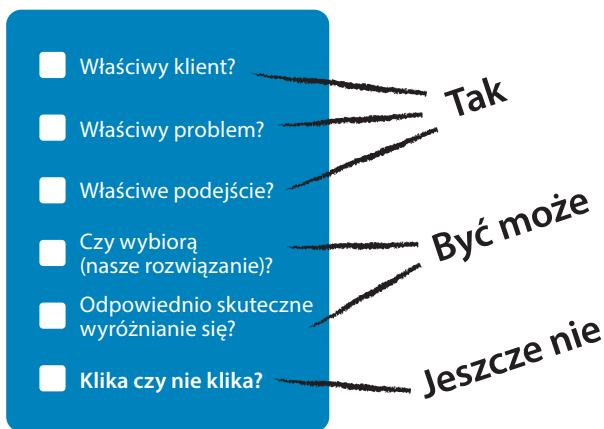 Właściwy klient?
Właściwy problem?
Właściwe podejście?
Tak
Czy wybiorą
(nasze rozwiązanie)?
Odpowiednio skuteczne
wyróżnianie się?
Być może
Klika czy nie klika?
Jeszcze nie